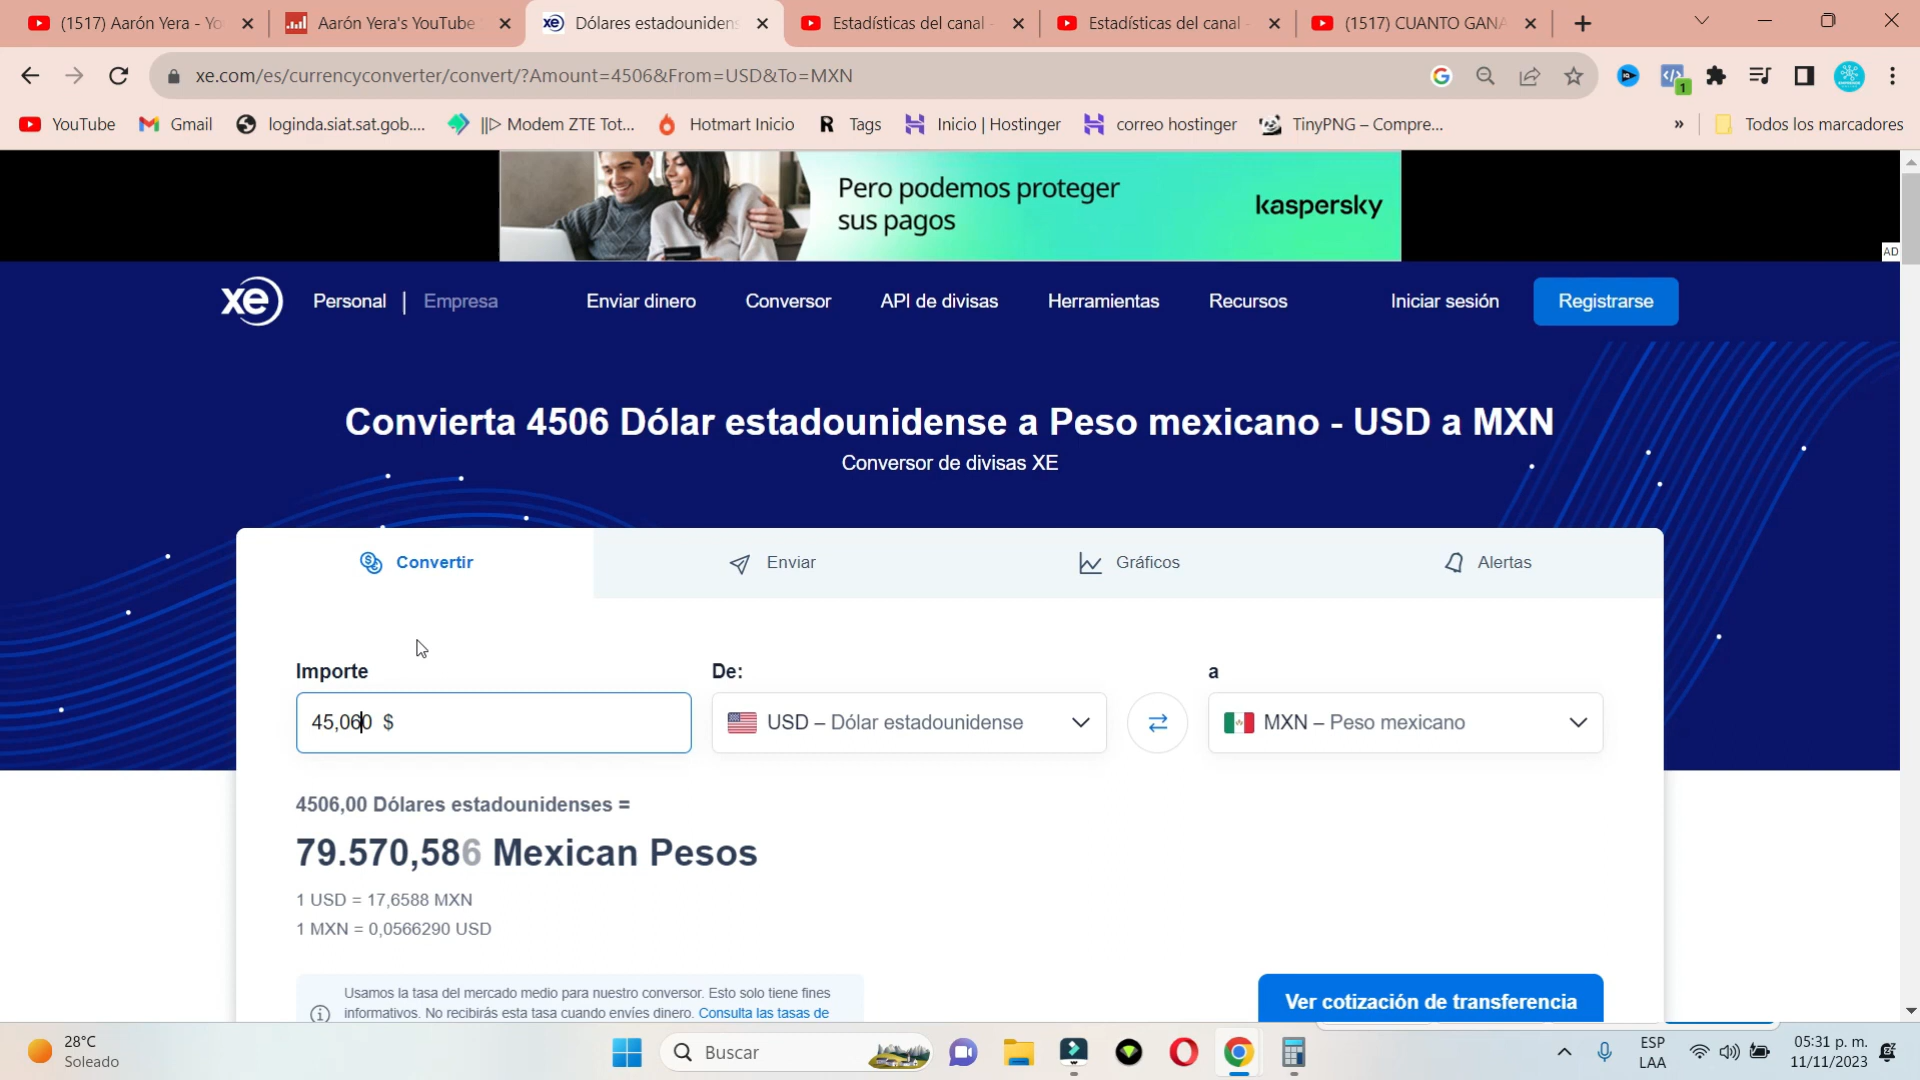 (1517) Aarón Yera - Yo
Aarón Yera's YouTube
Dólares estadounidens
Estadísticas del canal -
Estadísticas del canal -
(1517) CUANTO GANA
xe.com/es/currencyconverter/convert/?Amount=4506&From=USD&To=MXN
1
YouTube
Gmail
loginda.siat.sat.gob....
||▷ Modem ZTE Tot...
Hotmart Inicio
Tags
Inicio | Hostinger
correo hostinger
TinyPNG – Compre...
»
Todos los marcadores
Pero podemos proteger
sus pagos
kaspersky
AD
xe
Personal | Empresa
Enviar dinero
Conversor
API de divisas
Herramientas
Recursos
Iniciar sesión
Registrarse
Convierta 4506 Dólar estadounidense a Peso mexicano - USD a MXN
Conversor de divisas XE
Convertir
Enviar
Gráficos
Alertas
Importe
De:
a
45,060 $
USD – Dólar estadounidense
MXN – Peso mexicano
4506,00 Dólares estadounidenses =
79.570,586 Mexican Pesos
1 USD = 17,6588 MXN
1 MXN = 0,0566290 USD
Usamos la tasa del mercado medio para nuestro conversor. Esto solo tiene fines
informativos. No recibirás esta tasa cuando envíes dinero. Consulta las tasas de
Ver cotización de transferencia
28°C
Soleado
Buscar
ESP
LAA
05:31 p. m.
11/11/2023